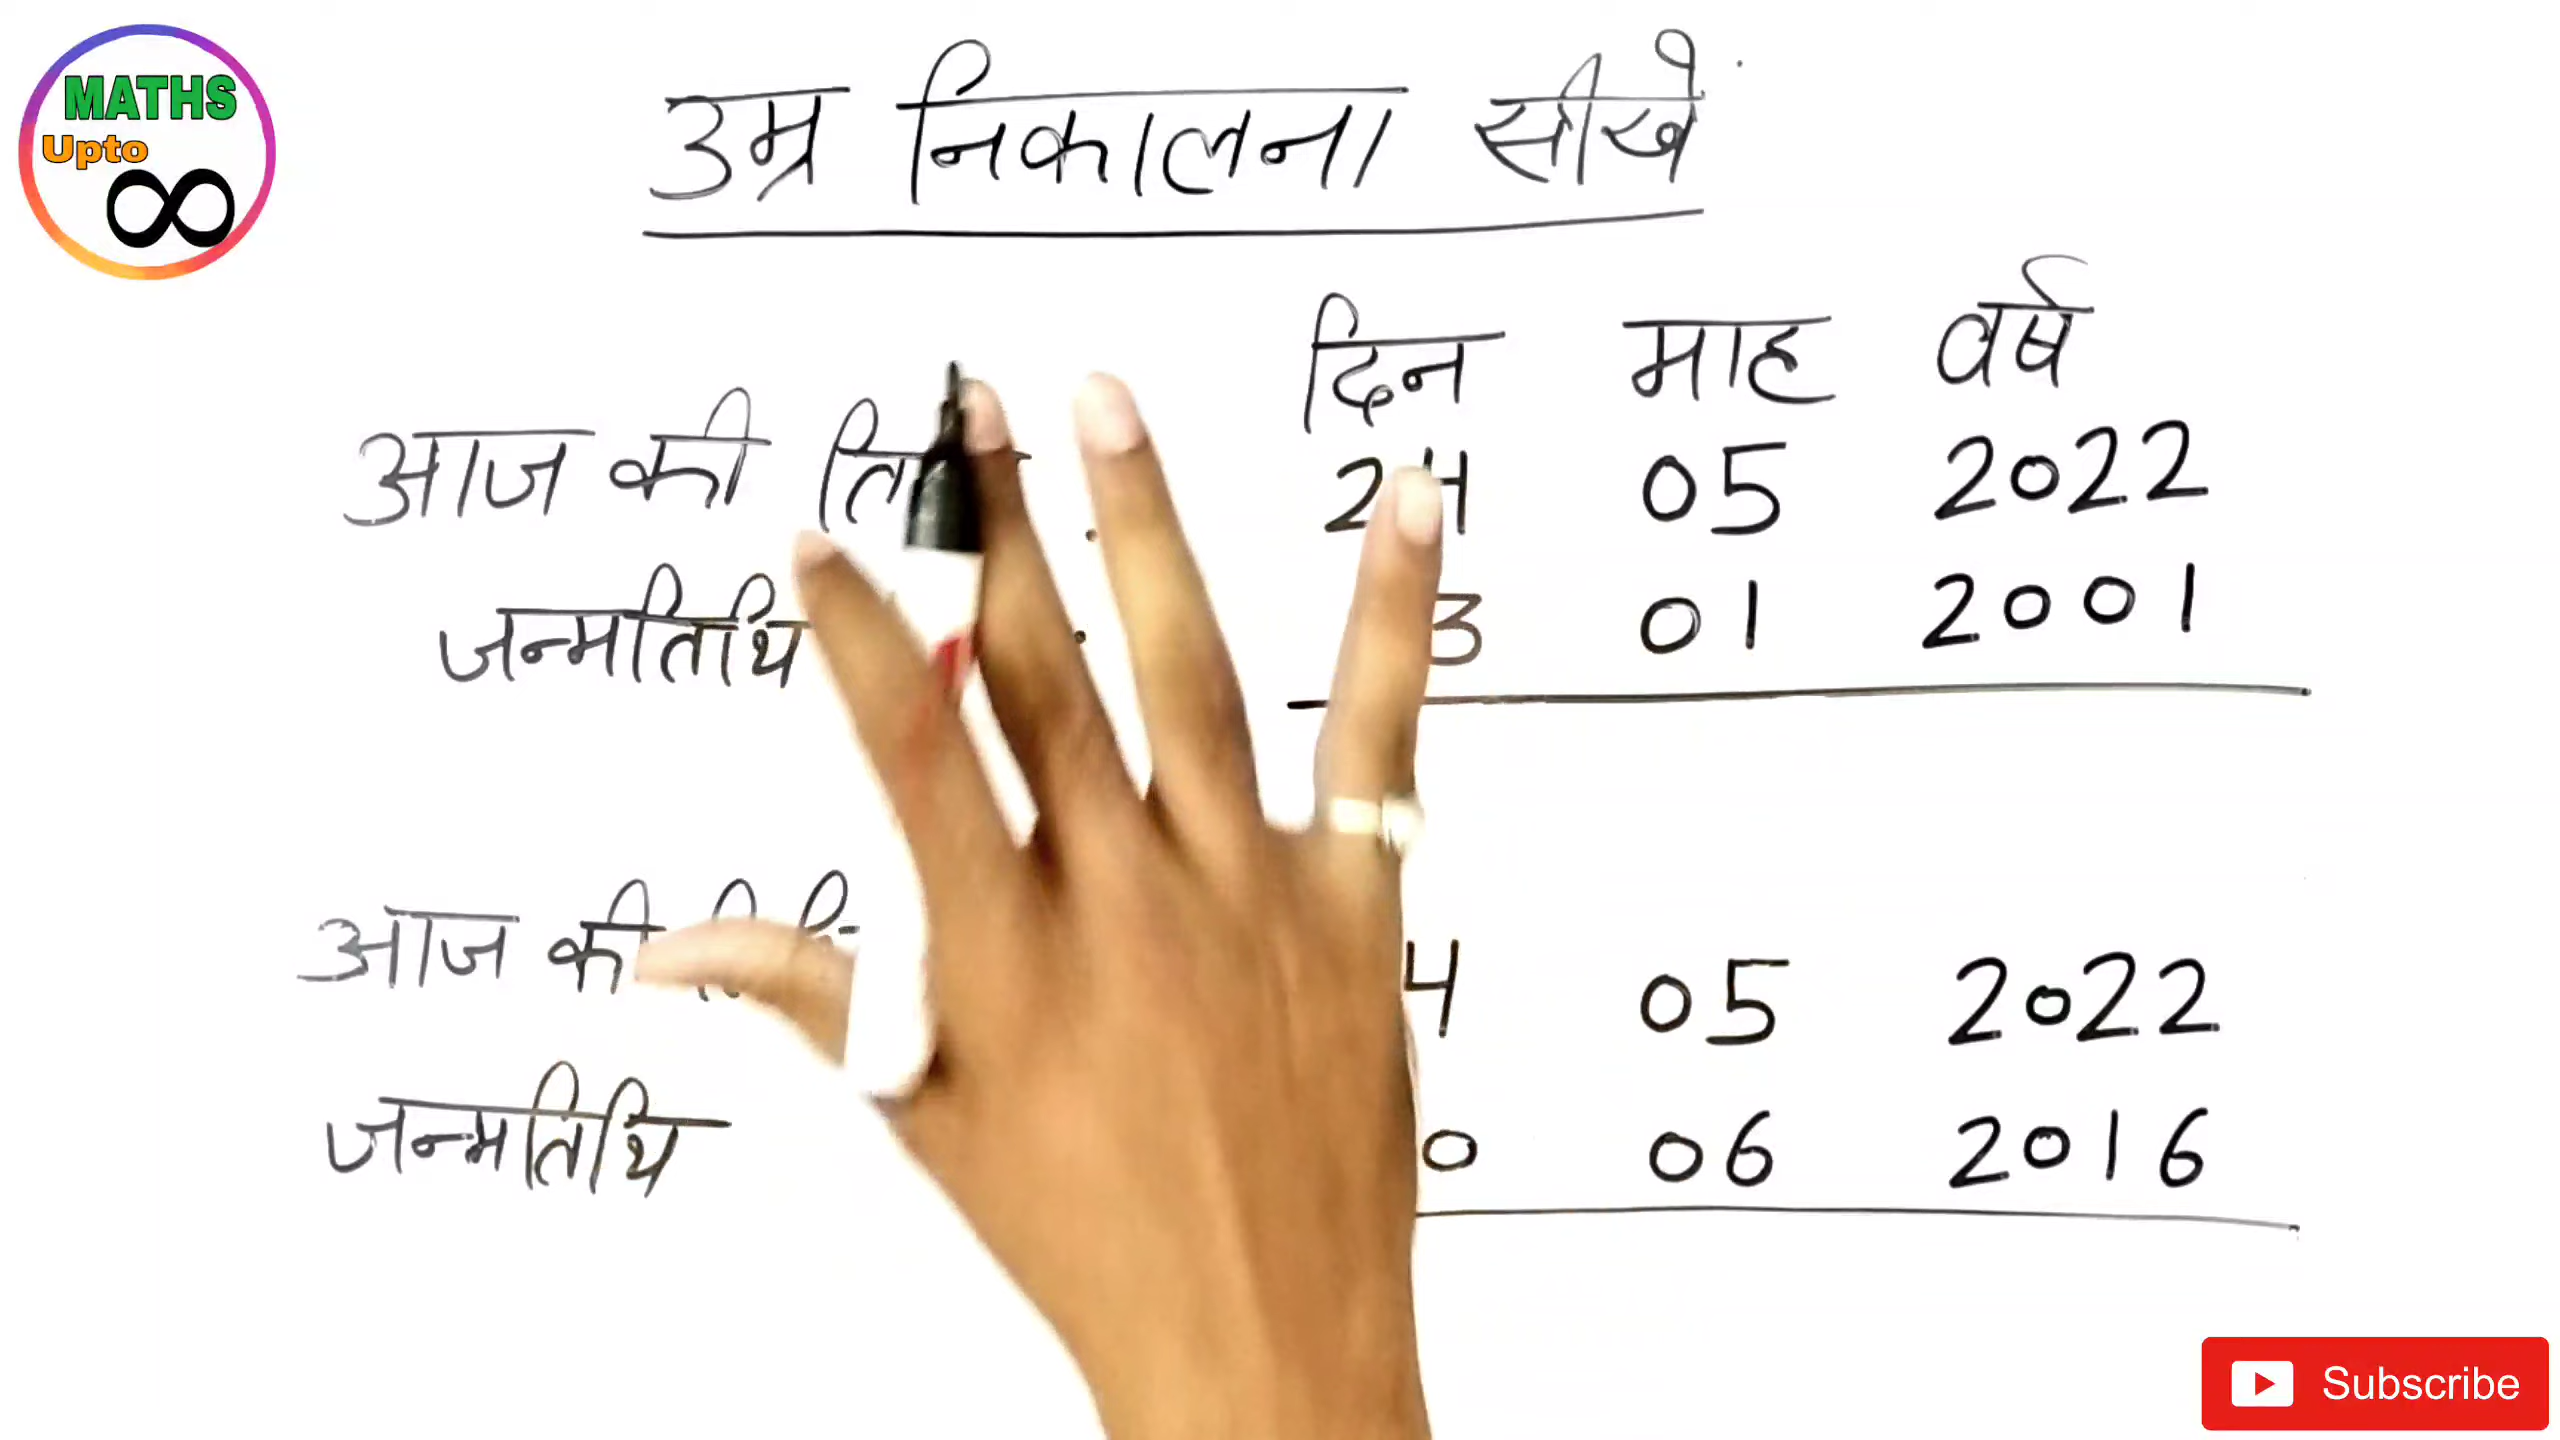 MATHS
Upto
∞
उम्र निकालना सीखें
दिन माह वर्ष
आज की 24 05 2022
जन्मतिथि 3 01 2001
आज की 4 05 2022
जन्मतिथि 0 06 2016
Subscribe